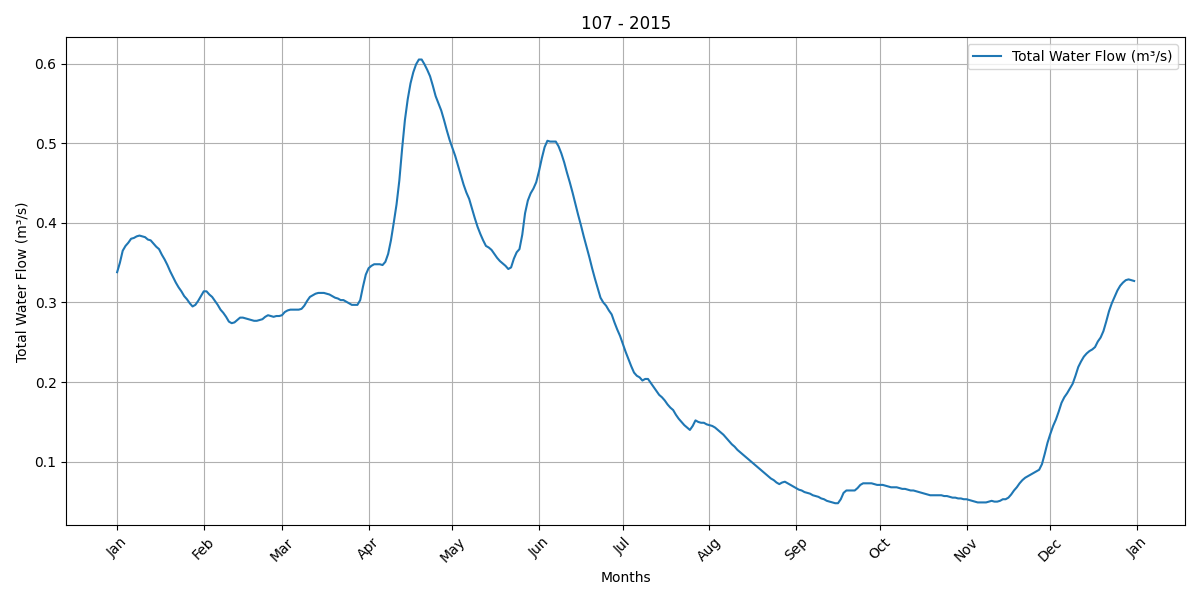 107 - 2015
Total Water Flow (m³/s)
Total Water Flow (m³/s)
0.6
0.5
0.4
0.3
0.2
0.1
Jan
Feb
Mar
Apr
May
Jun
Jul
Aug
Sep
Oct
Nov
Dec
Jan
Months